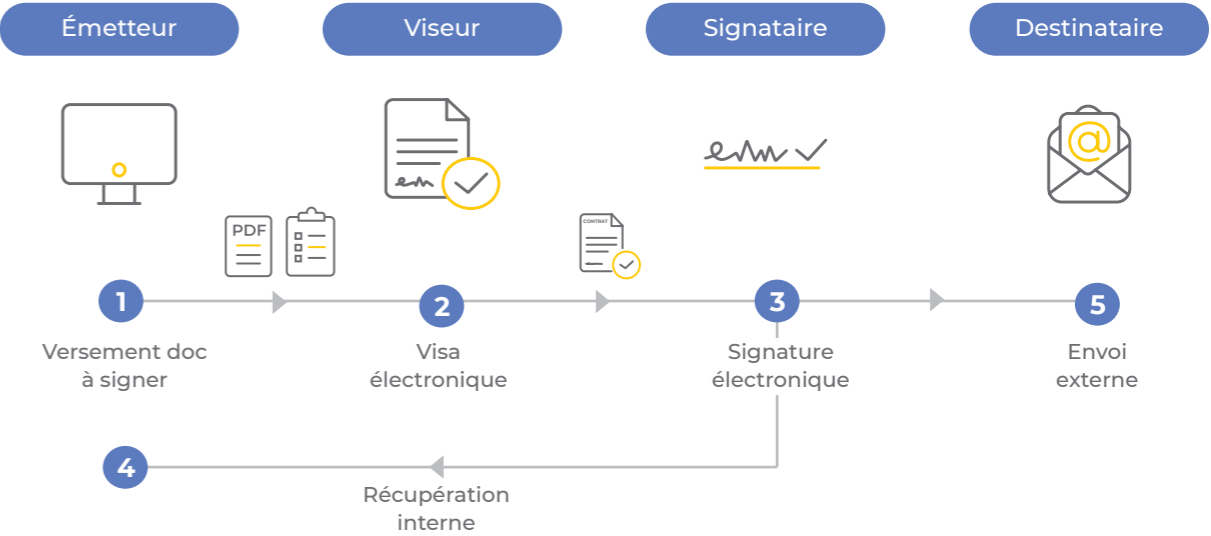 Émetteur
Viseur
Signataire
Destinataire
PDF
CONTRAT
1
2
3
5
Versement doc
à signer
Visa
électronique
Signature
électronique
Envoi
externe
4
Récupération
interne